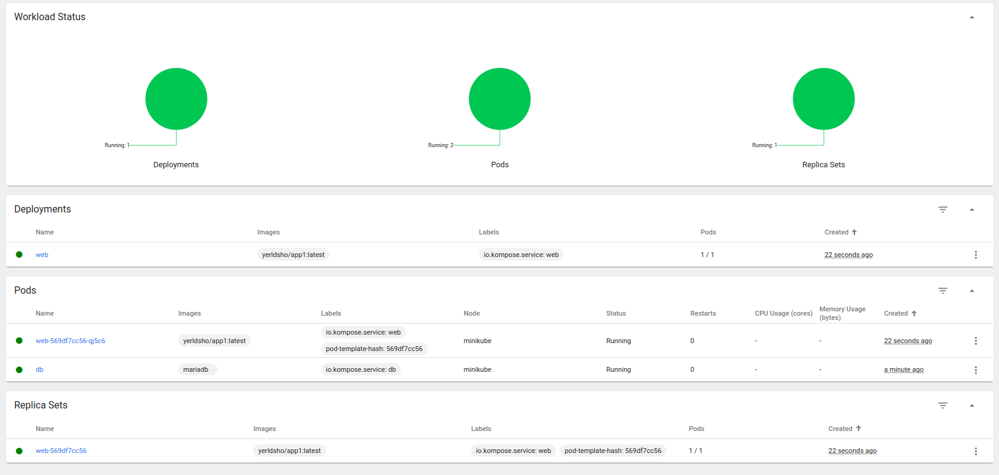 Workload Status
Running: 1
Running: 2
Running: 1
Deployments
Pods
Replica Sets
Deployments
Name Images Labels Pods Created
web yerldsho/app1:latest io.kompose.service: web 1 / 1 22 seconds ago
Pods
Name Images Labels Node Status Restarts CPU Usage (cores) Memory Usage (bytes) Created
web-569df7cc56-qj5c6 yerldsho/app1:latest io.kompose.service: web minikube Running 0 - - 22 seconds ago
pod-template-hash: 569df7cc56
db mariadb io.kompose.service: db minikube Running 0 - - a minute ago
Replica Sets
Name Images Labels Pods Created
web-569df7cc56 yerldsho/app1:latest io.kompose.service: web pod-template-hash: 569df7cc56 1 / 1 22 seconds ago